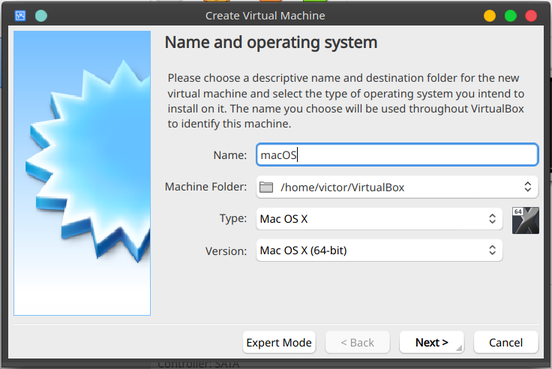 Create Virtual Machine
Name and operating system
Please choose a descriptive name and destination folder for the new
virtual machine and select the type of operating system you intend to
install on it. The name you choose will be used throughout VirtualBox
to identify this machine.
Name: macOS
Machine Folder: /home/victor/VirtualBox
Type: Mac OS X
64
Version: Mac OS X (64-bit)
Expert Mode < Back Next > Cancel
Controller: SATA